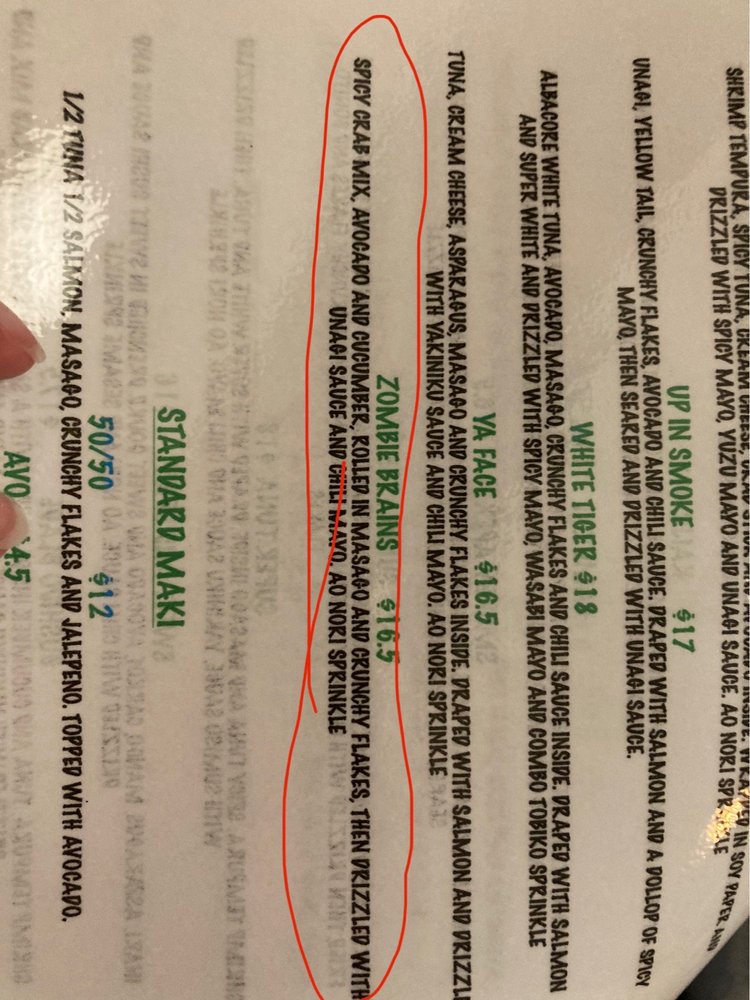 SHRIMP TEMPURA, SPICY TUNA, CREAM CHEESE,
DRIZZLED WITH SPICY MAYO, YUZU MAYO AND UNAGI SAUCE. AO NORI SPRINKLE
UP IN SMOKE $17
UNAGI, YELLOW TAIL, CRUNCHY FLAKES, AVOCADO AND CHILI SAUCE. DRAPED WITH SALMON AND A DOLLOP OF SPICY
MAYO, THEN SEARED AND DRIZZLED WITH UNAGI SAUCE.
WHITE TIGER $18
ALBACORE WHITE TUNA, AVOCADO, MASAGO, CRUNCHY FLAKES AND CHILI SAUCE INSIDE. DRAPED WITH SALMON
AND SUPER WHITE AND DRIZZLED WITH SPICY MAYO, WASABI MAYO AND COMBO TOBIKO SPRINKLE
YA FACE $16.5
TUNA, CREAM CHEESE, ASPARAGUS, MASAGO AND CRUNCHY FLAKES INSIDE. DRAPED WITH SALMON AND DRIZZL
WITH YAKINIKU SAUCE AND CHILI MAYO. AO NORI SPRINKLE
ZOMBIE BRAINS $16.5
SPICY CRAB MIX, AVOCADO AND CUCUMBER, ROLLED IN MASAGO AND CRUNCHY FLAKES, THEN DRIZZLED WITH
UNAGI SAUCE AND CHILI MAYO. AO NORI SPRINKLE
STANDARD MAKI
50/50 $12
1/2 TUNA 1/2 SALMON, MASAGO, CRUNCHY FLAKES AND JALEPENO. TOPPED WITH AVOCADO.
AVO 4.5